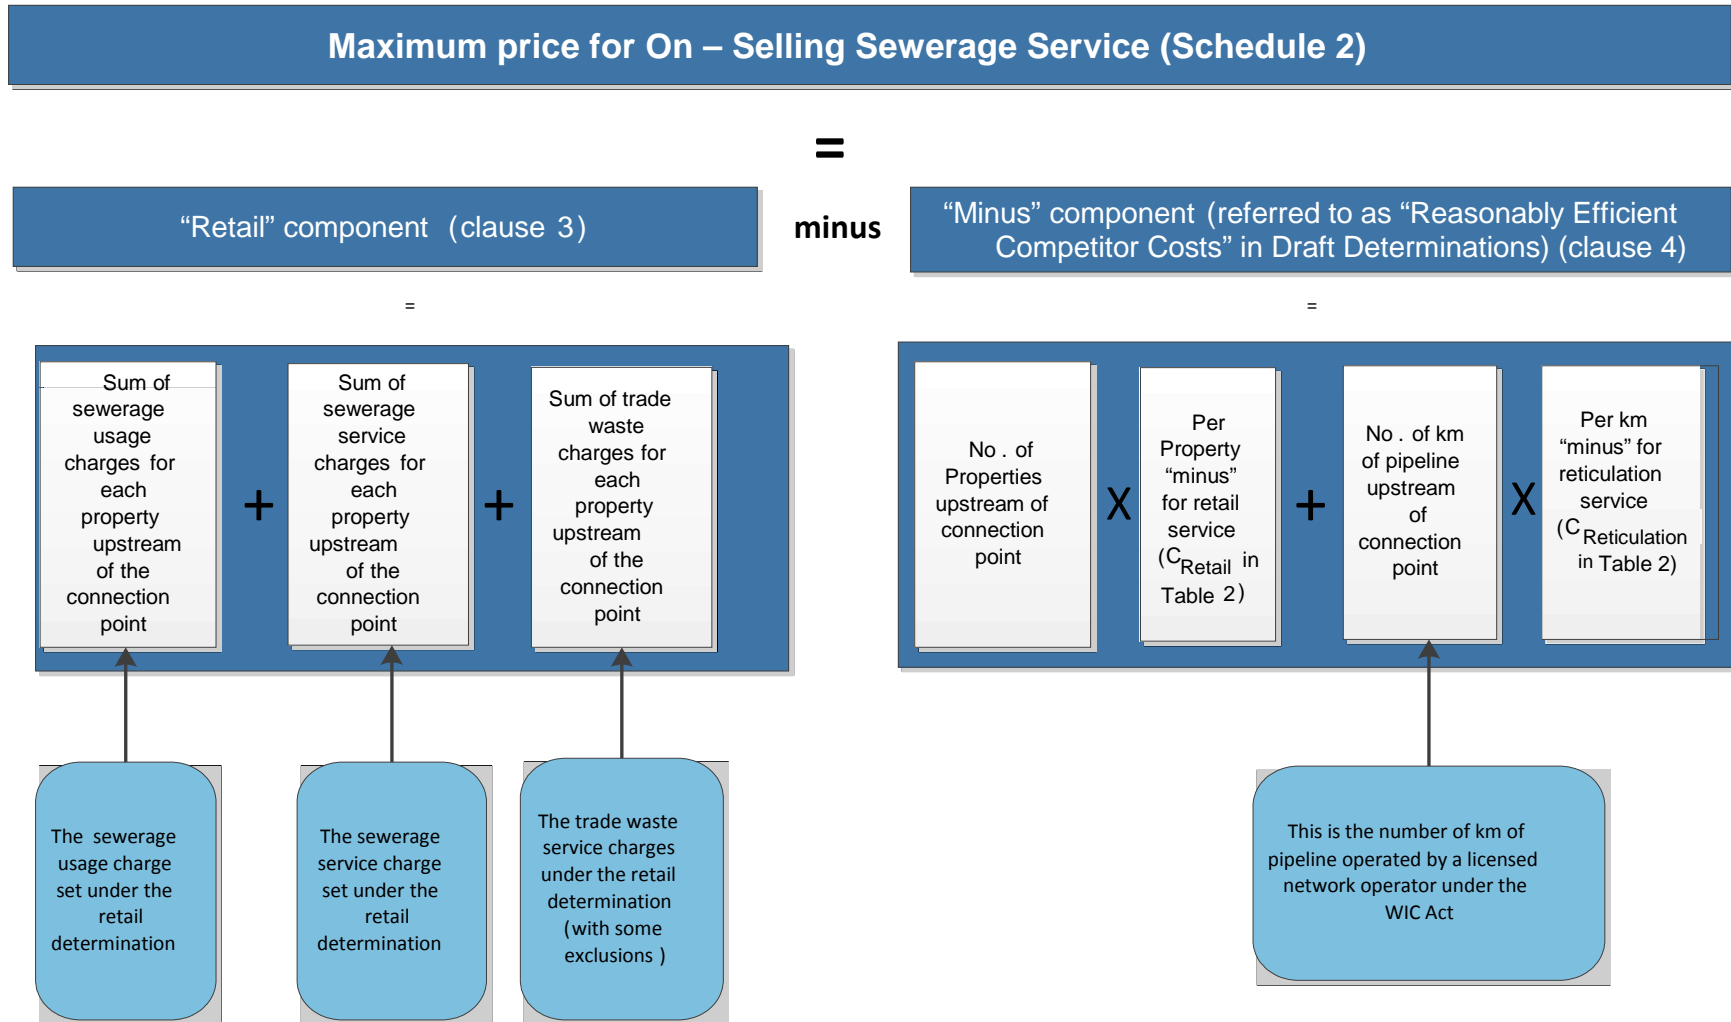 Maximum price for On – Selling Sewerage Service (Schedule 2)
=
“Retail” component (clause 3)
minus
“Minus” component (referred to as “Reasonably Efficient
Competitor Costs” in Draft Determinations) (clause 4)
=
=
Sum of
sewerage
usage
charges for
each
property
upstream
of the
connection
point
+
Sum of
sewerage
service
charges for
each
property
upstream
of the
connection
point
+
Sum of trade
waste
charges for
each
property
upstream
of the
connection
point
No . of
Properties
upstream of
connection
point
X
Per
Property
“minus”
for retail
service
(C Retail in
Table 2)
+
No . of km
of pipeline
upstream
of
connection
point
X
Per km
“minus” for
reticulation
service
(C Reticulation
in Table 2)
The sewerage
usage charge
set under the
retail
determination
The sewerage
service charge
set under the
retail
determination
The trade waste
service charges
under the retail
determination
(with some
exclusions )
This is the number of km of
pipeline operated by a licensed
network operator under the
WIC Act